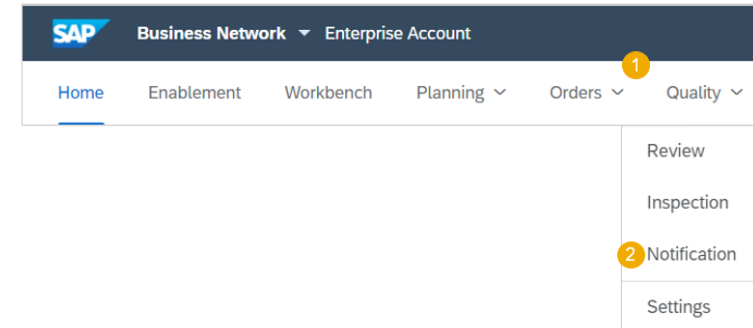 SAP Business Network Enterprise Account
1
Home Enablement Workbench Planning Orders Quality
Review
Inspection
2 Notification
Settings